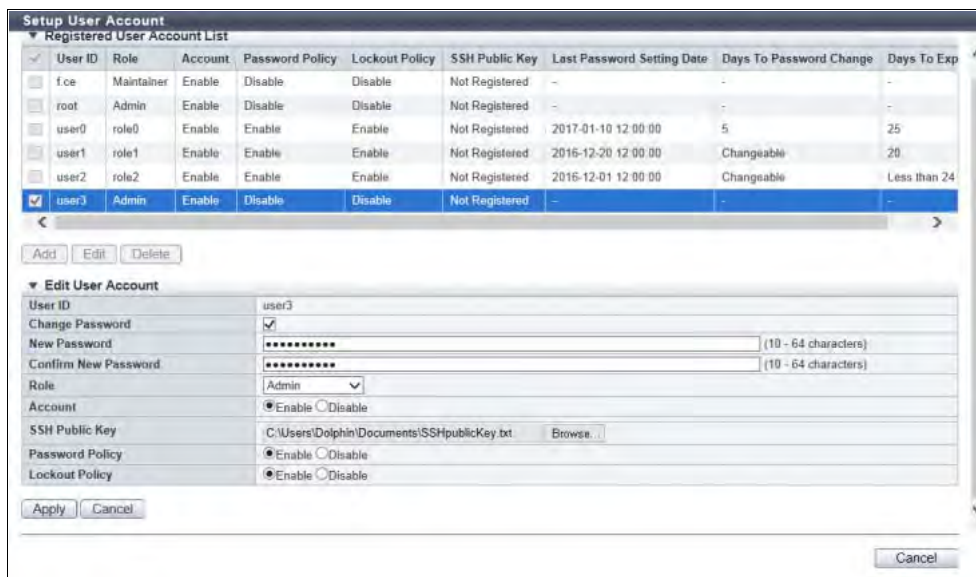 Setup User Account
Registered User Account List
User ID Role Account Password Policy Lockout Policy SSH Public Key Last Password Setting Date Days To Password Change Days To Exp
f.ce Maintainer Enable Disable Disable Not Registered - - -
root Admin Enable Disable Disable Not Registered - - -
user0 role0 Enable Enable Enable Not Registered 2017-01-10 12:00:00 5 25
user1 role1 Enable Enable Enable Not Registered 2016-12-20 12:00:00 Changeable 20
user2 role2 Enable Enable Enable Not Registered 2016-12-01 12:00:00 Changeable Less than 24
user3 Admin Enable Disable Disable Not Registered - - -
Add Edit Delete
Edit User Account
User ID user3
Change Password
New Password •••••••••• (10 - 64 characters)
Confirm New Password •••••••••• (10 - 64 characters)
Role Admin
Account Enable Disable
SSH Public Key C:\Users\Dolphin\Documents\SSHpublicKey.txt Browse...
Password Policy Enable Disable
Lockout Policy Enable Disable
Apply Cancel
Cancel